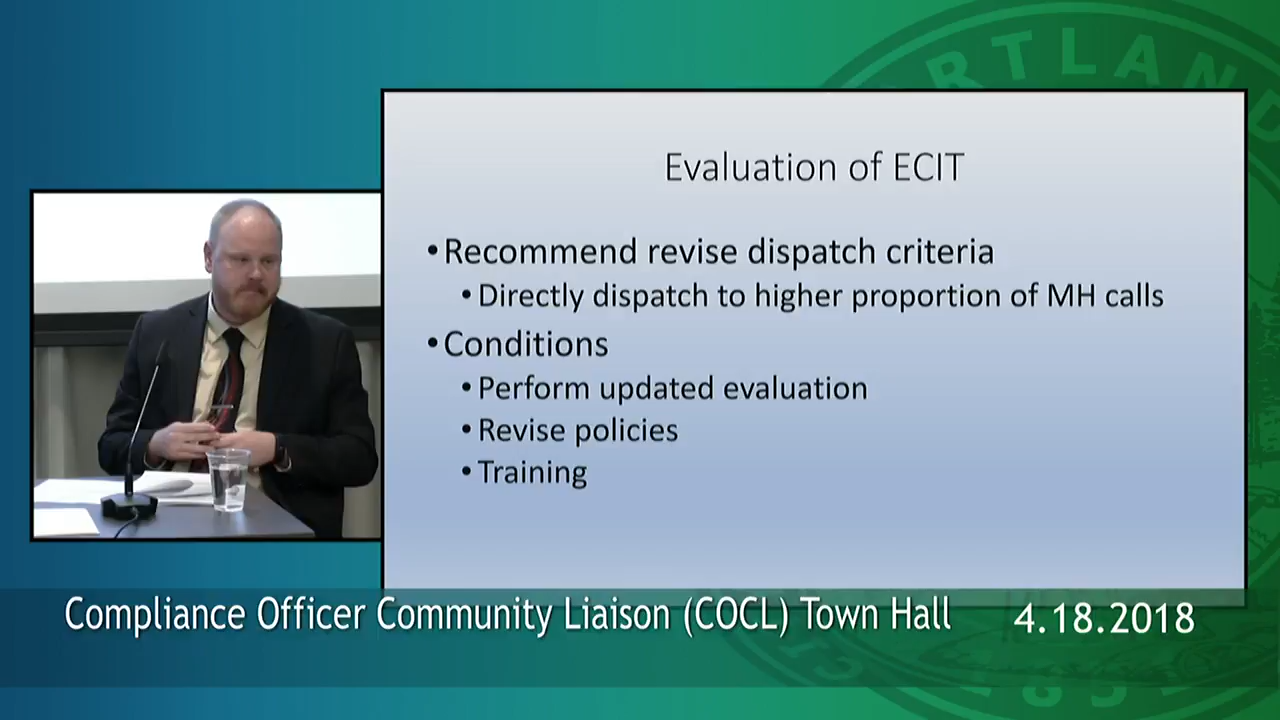 RTLAND
Evaluation of ECIT
•Recommend revise dispatch criteria
•Directly dispatch to higher proportion of MH calls
•Conditions
•Perform updated evaluation
•Revise policies
•Training
Compliance Officer Community Liaison (COCL) Town Hall
4.18.2018